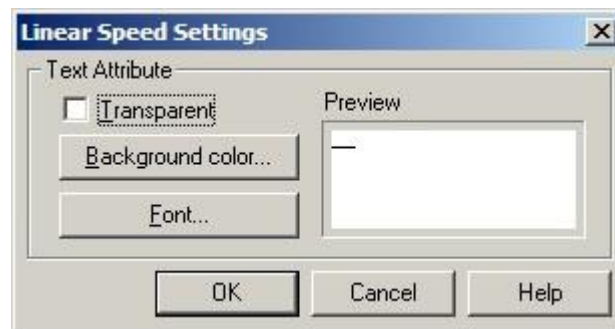 Linear Speed Settings
Text Attribute
Transparent
Preview
Background color...
Font...
OK
Cancel
Help